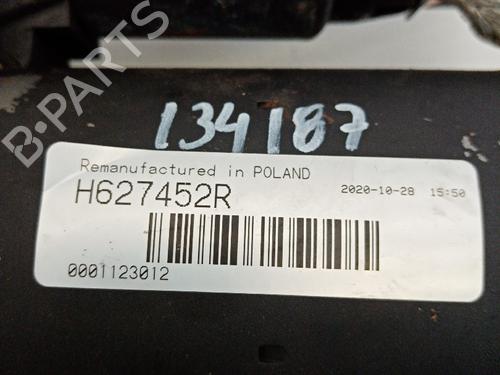 B-PARTS
134187
Remanufactured in POLAND
H627452R
2020-10-28 15:50
0001123012